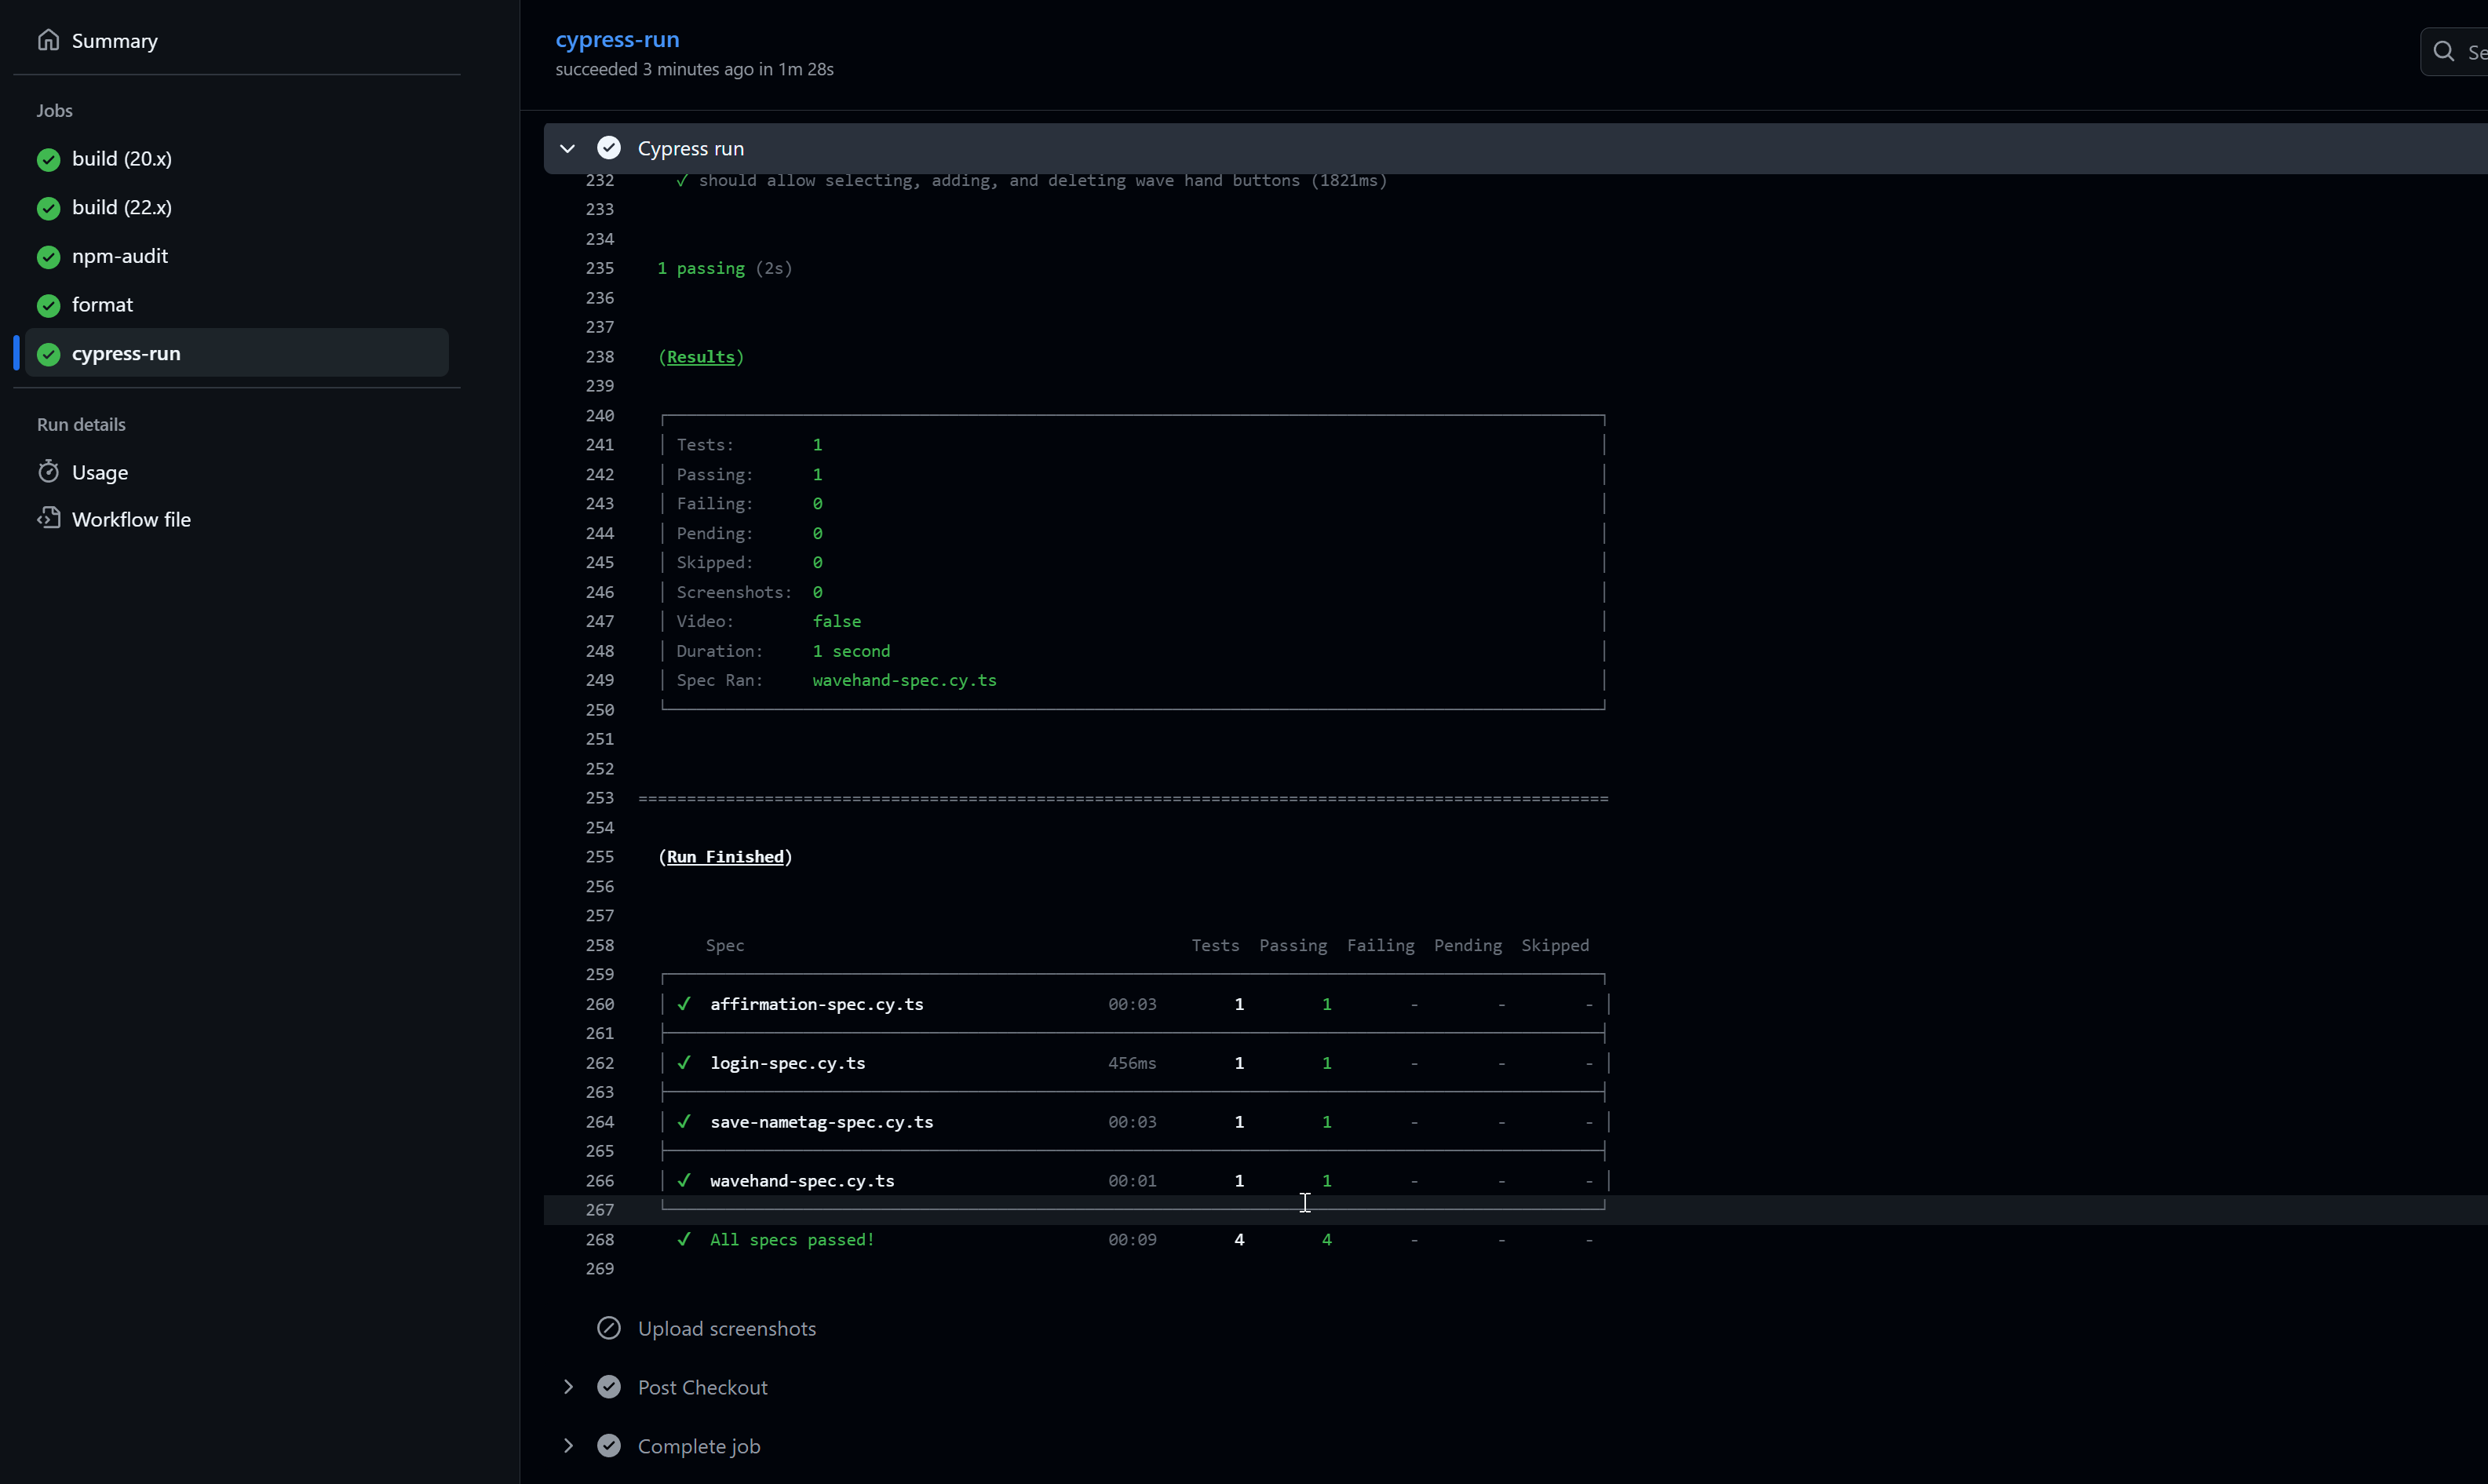 Summary
Jobs
build (20.x)
build (22.x)
npm-audit
format
cypress-run
Run details
Usage
Workflow file
cypress-run
succeeded 3 minutes ago in 1m 28s
Cypress run
232 ✓ should allow selecting, adding, and deleting wave hand buttons (1821ms)
233
234
235 1 passing (2s)
236
237
238 (Results)
239
240
241 Tests: 1
242 Passing: 1
243 Failing: 0
244 Pending: 0
245 Skipped: 0
246 Screenshots: 0
247 Video: false
248 Duration: 1 second
249 Spec Ran: wavehand-spec.cy.ts
250
251
252
253 ====================================================================================================
254
255 (Run Finished)
256
257
258 Spec Tests Passing Failing Pending Skipped
259
260 ✓ affirmation-spec.cy.ts 00:03 1 1 - - -
261
262 ✓ login-spec.cy.ts 456ms 1 1 - - -
263
264 ✓ save-nametag-spec.cy.ts 00:03 1 1 - - -
265
266 ✓ wavehand-spec.cy.ts 00:01 1 1 - - -
267
268 ✓ All specs passed! 00:09 4 4 - - -
269
Upload screenshots
Post Checkout
Complete job